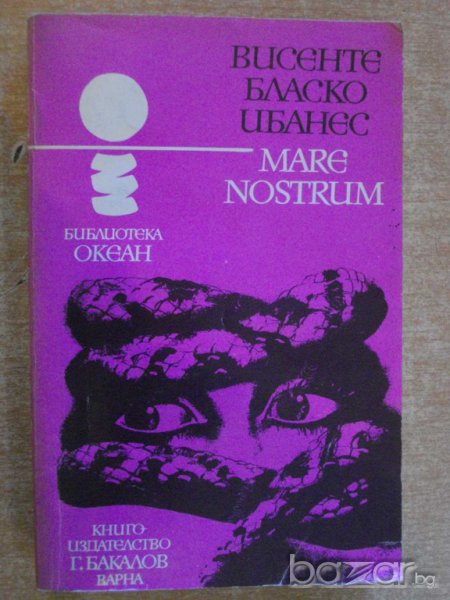 ВИСЕНТЕ
БЛАСКО
ИБАНЕС
MARE
NOSTRUM
БИБЛИОТЕКА
ОКЕАН
КНИГО-
ИЗДАТЕЛСТВО
Г. БАКАЛОВ
ВАРНА
bazar.bg